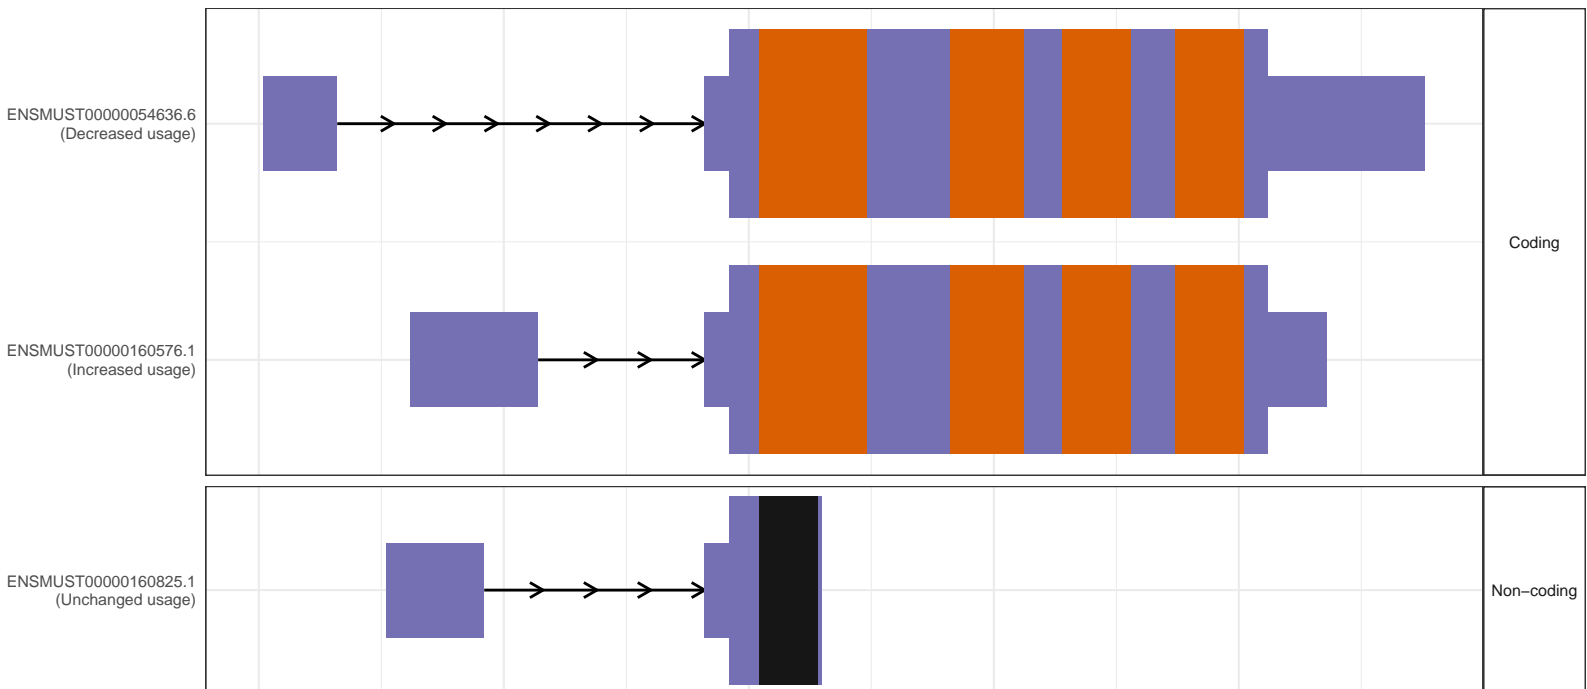 ENSMUST00000054636.6
(Decreased usage)
Coding
ENSMUST00000160576.1
(Increased usage)
ENSMUST00000160825.1
(Unchanged usage)
Non−coding